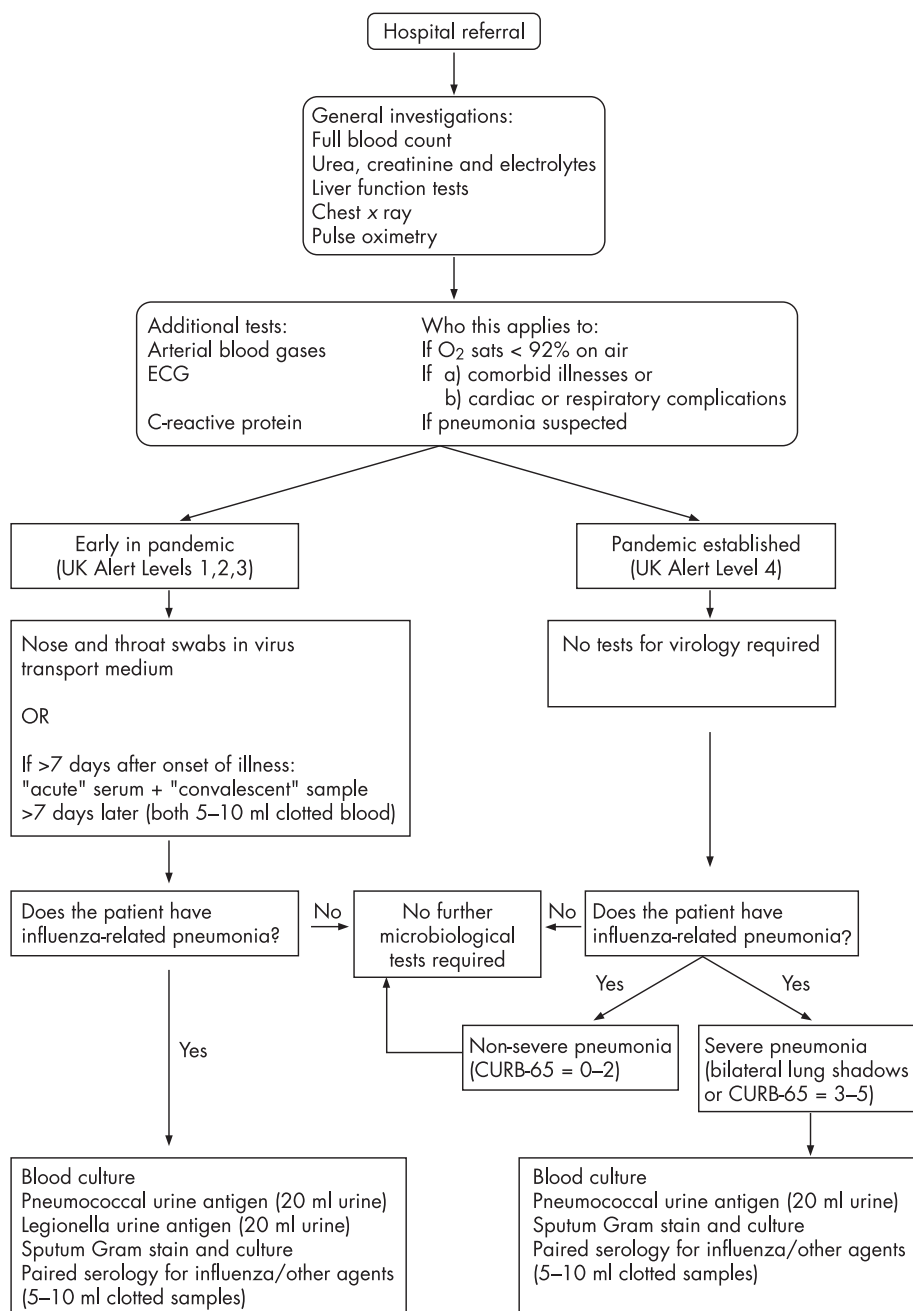 Hospital referral
General investigations:
Full blood count
Urea, creatinine and electrolytes
Liver function tests
Chest x ray
Pulse oximetry
Additional tests:
Who this applies to:
Arterial blood gases
If O2 sats < 92% on air
ECG
If a) comorbid illnesses or
b) cardiac or respiratory complications
C-reactive protein
If pneumonia suspected
Early in pandemic
(UK Alert Levels 1,2,3)
Pandemic established
(UK Alert Level 4)
Nose and throat swabs in virus
transport medium
OR
If >7 days after onset of illness:
"acute" serum + "convalescent" sample
>7 days later (both 5–10 ml clotted blood)
No tests for virology required
Does the patient have
influenza-related pneumonia?
No
No further
microbiological
tests required
No
Does the patient have
influenza-related pneumonia?
Yes
Yes
Yes
Non-severe pneumonia
(CURB-65 = 0–2)
Severe pneumonia
(bilateral lung shadows
or CURB-65 = 3–5)
Blood culture
Pneumococcal urine antigen (20 ml urine)
Legionella urine antigen (20 ml urine)
Sputum Gram stain and culture
Paired serology for influenza/other agents
(5–10 ml clotted samples)
Blood culture
Pneumococcal urine antigen (20 ml urine)
Sputum Gram stain and culture
Paired serology for influenza/other agents
(5–10 ml clotted samples)